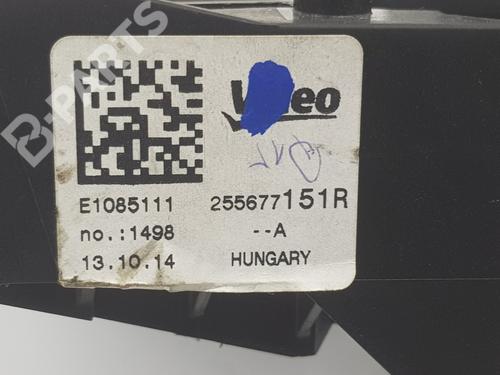 B-PARTS
Valeo
E1085111 255677151R
no.:1498 --A
13.10.14 HUNGARY